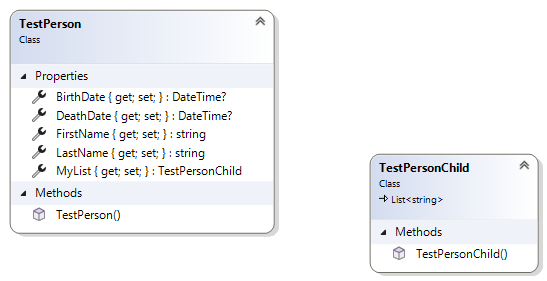 TestPerson
Class
Properties
BirthDate { get; set; } : DateTime?
DeathDate { get; set; } : DateTime?
FirstName { get; set; } : string
LastName { get; set; } : string
MyList { get; set; } : TestPersonChild
Methods
TestPerson()
TestPersonChild
Class
List<string>
Methods
TestPersonChild()